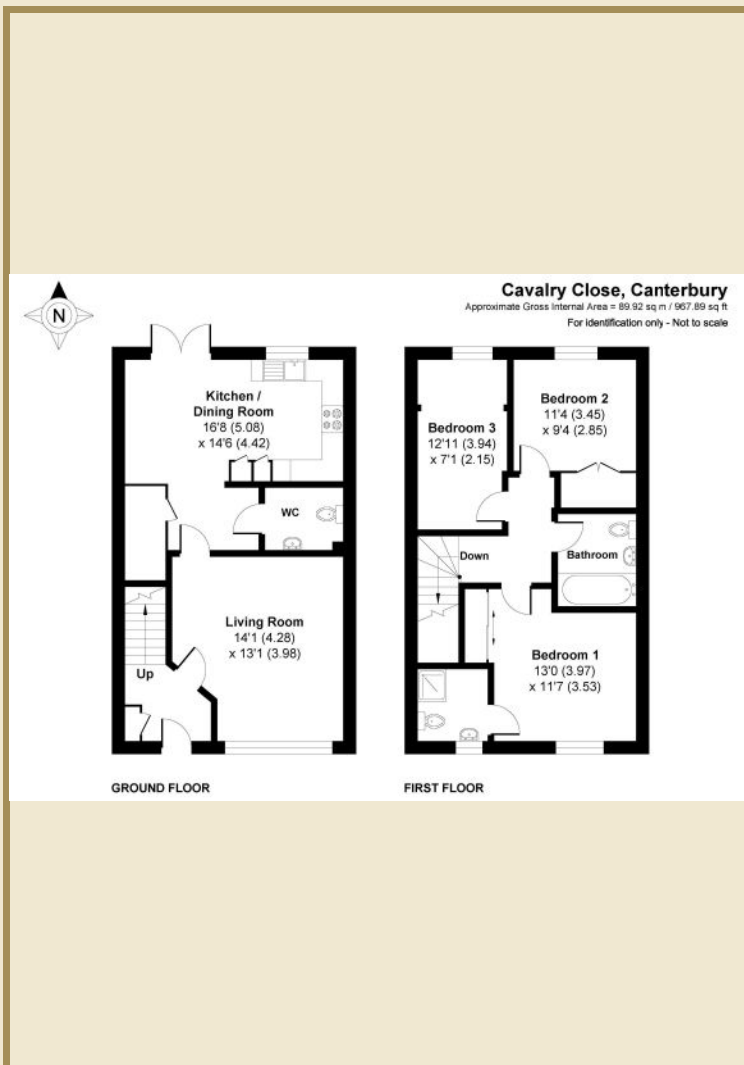 Cavalry Close, Canterbury
Approximate Gross Internal Area = 89.92 sq m / 967.89 sq ft
For identification only - Not to scale
N
Kitchen /
Dining Room
16'8 (5.08)
x 14'6 (4.42)
WC
Living Room
14'1 (4.28)
x 13'1 (3.98)
Up
GROUND FLOOR
Bedroom 3
12'11 (3.94)
x 7'1 (2.15)
Bedroom 2
11'4 (3.45)
x 9'4 (2.85)
Down
Bathroom
Bedroom 1
13'0 (3.97)
x 11'7 (3.53)
FIRST FLOOR